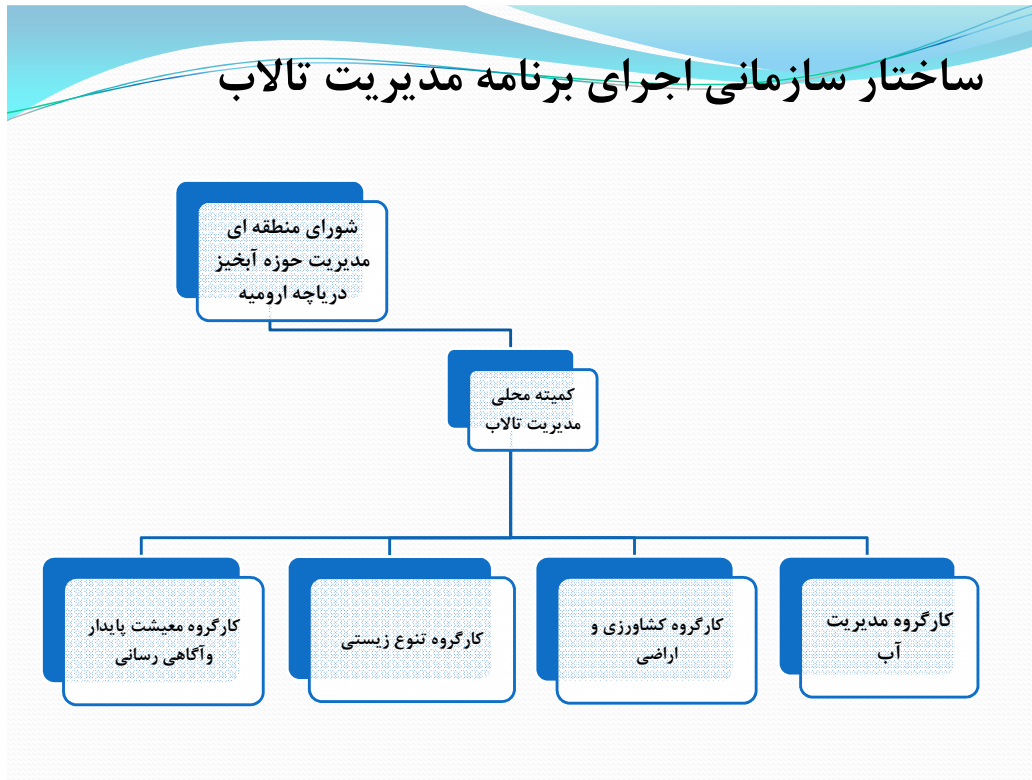 ساختار سازمانی اجرای برنامه مدیریت تالاب
شورای منطقه ای
مدیریت حوزه آبخیز
دریاچه ارومیه
کمیته محلی
مدیریت تالاب
کارگروه مدیریت
آب
کارگروه کشاورزی و
اراضی
کارگروه تنوع زیستی
کارگروه معیشت پایدار
وآگاهی رسانی